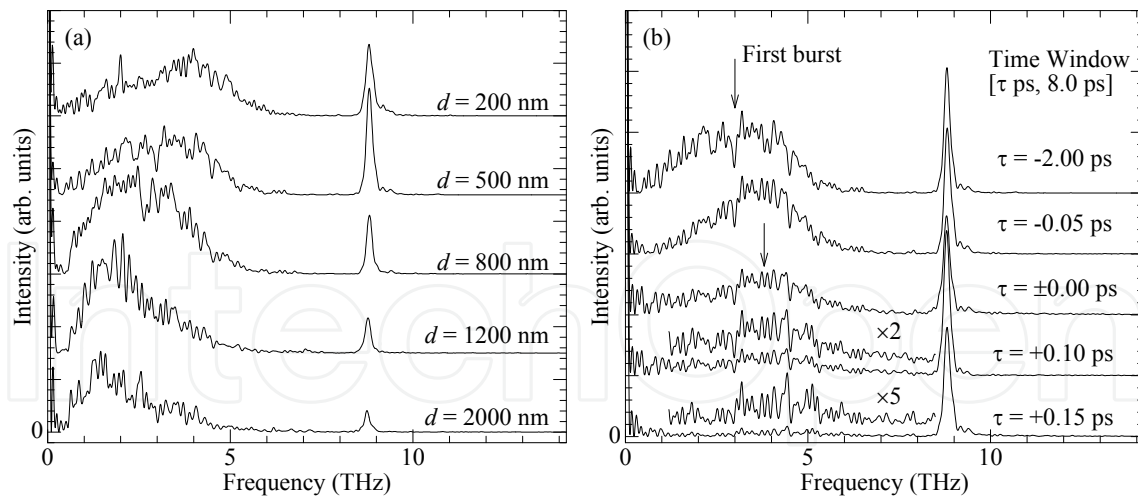 (a)
d = 200 nm
d = 500 nm
d = 800 nm
d = 1200 nm
d = 2000 nm
Intensity (arb. units)
0
0 5 10
Frequency (THz)
(b)
First burst
Time Window
[τ ps, 8.0 ps]
τ = -2.00 ps
τ = -0.05 ps
τ = ±0.00 ps
×2
τ = +0.10 ps
×5
τ = +0.15 ps
Intensity (arb. units)
0
0 5 10
Frequency (THz)
IntechOpen